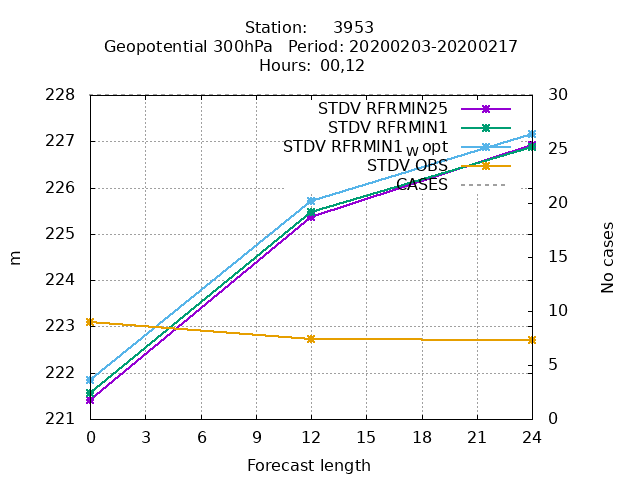 Station: 3953
Geopotential 300hPa Period: 20200203-20200217
Hours: 00,12
228
227
226
225
224
223
222
221
30
25
20
15
10
5
0
STDV RFRMIN25
STDV RFRMIN1
STDV RFRMIN1_W opt
STDV OBS
CASES
m
No cases
0 3 6 9 12 15 18 21 24
Forecast length